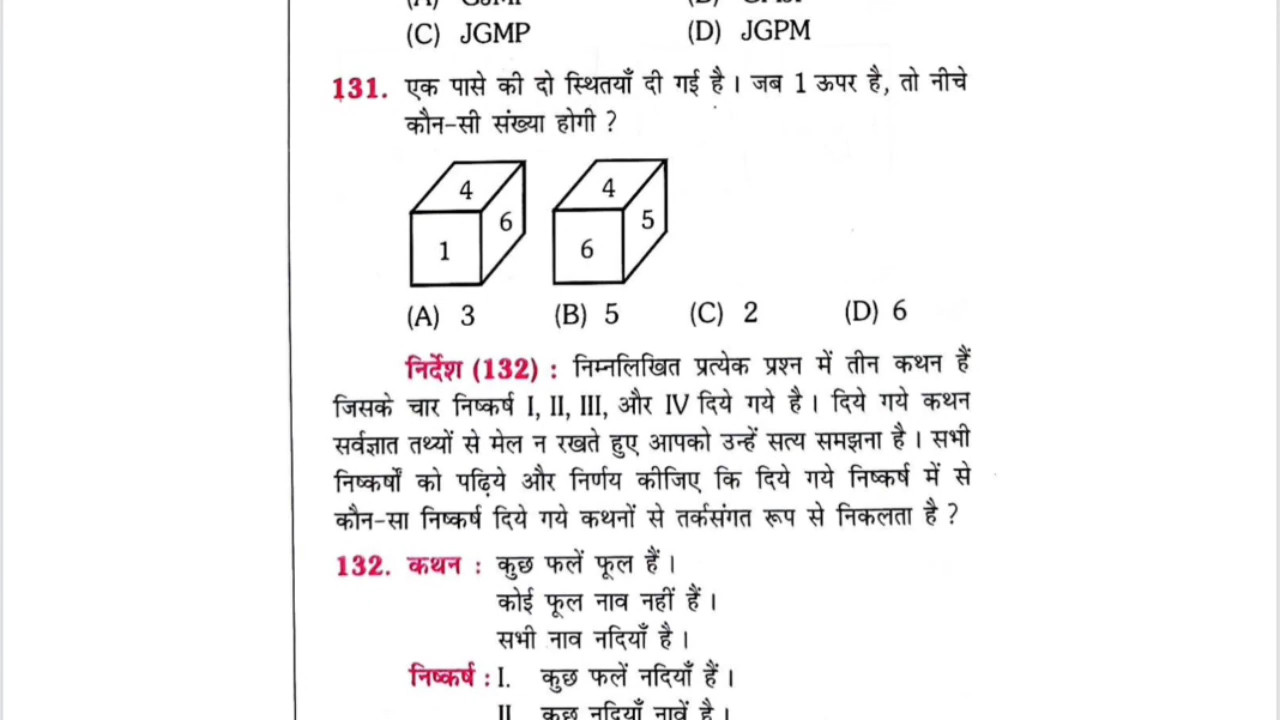 (C) JGMP (D) JGPM
131. एक पासे की दो स्थितयाँ दी गई है। जब 1 ऊपर है, तो नीचे
कौन-सी संख्या होगी ?
4 4
6 5
1 6
(A) 3 (B) 5 (C) 2 (D) 6
निर्देश (132) : निम्नलिखित प्रत्येक प्रश्न में तीन कथन हैं
जिसके चार निष्कर्ष I, II, III, और IV दिये गये है। दिये गये कथन
सर्वज्ञात तथ्यों से मेल न रखते हुए आपको उन्हें सत्य समझना है। सभी
निष्कर्षों को पढ़िये और निर्णय कीजिए कि दिये गये निष्कर्ष में से
कौन-सा निष्कर्ष दिये गये कथनों से तर्कसंगत रूप से निकलता है ?
132. कथन : कुछ फलें फूल हैं।
कोई फूल नाव नहीं हैं।
सभी नाव नदियाँ है।
निष्कर्ष : I. कुछ फलें नदियाँ हैं।
II कुछ नदियाँ नावें है।